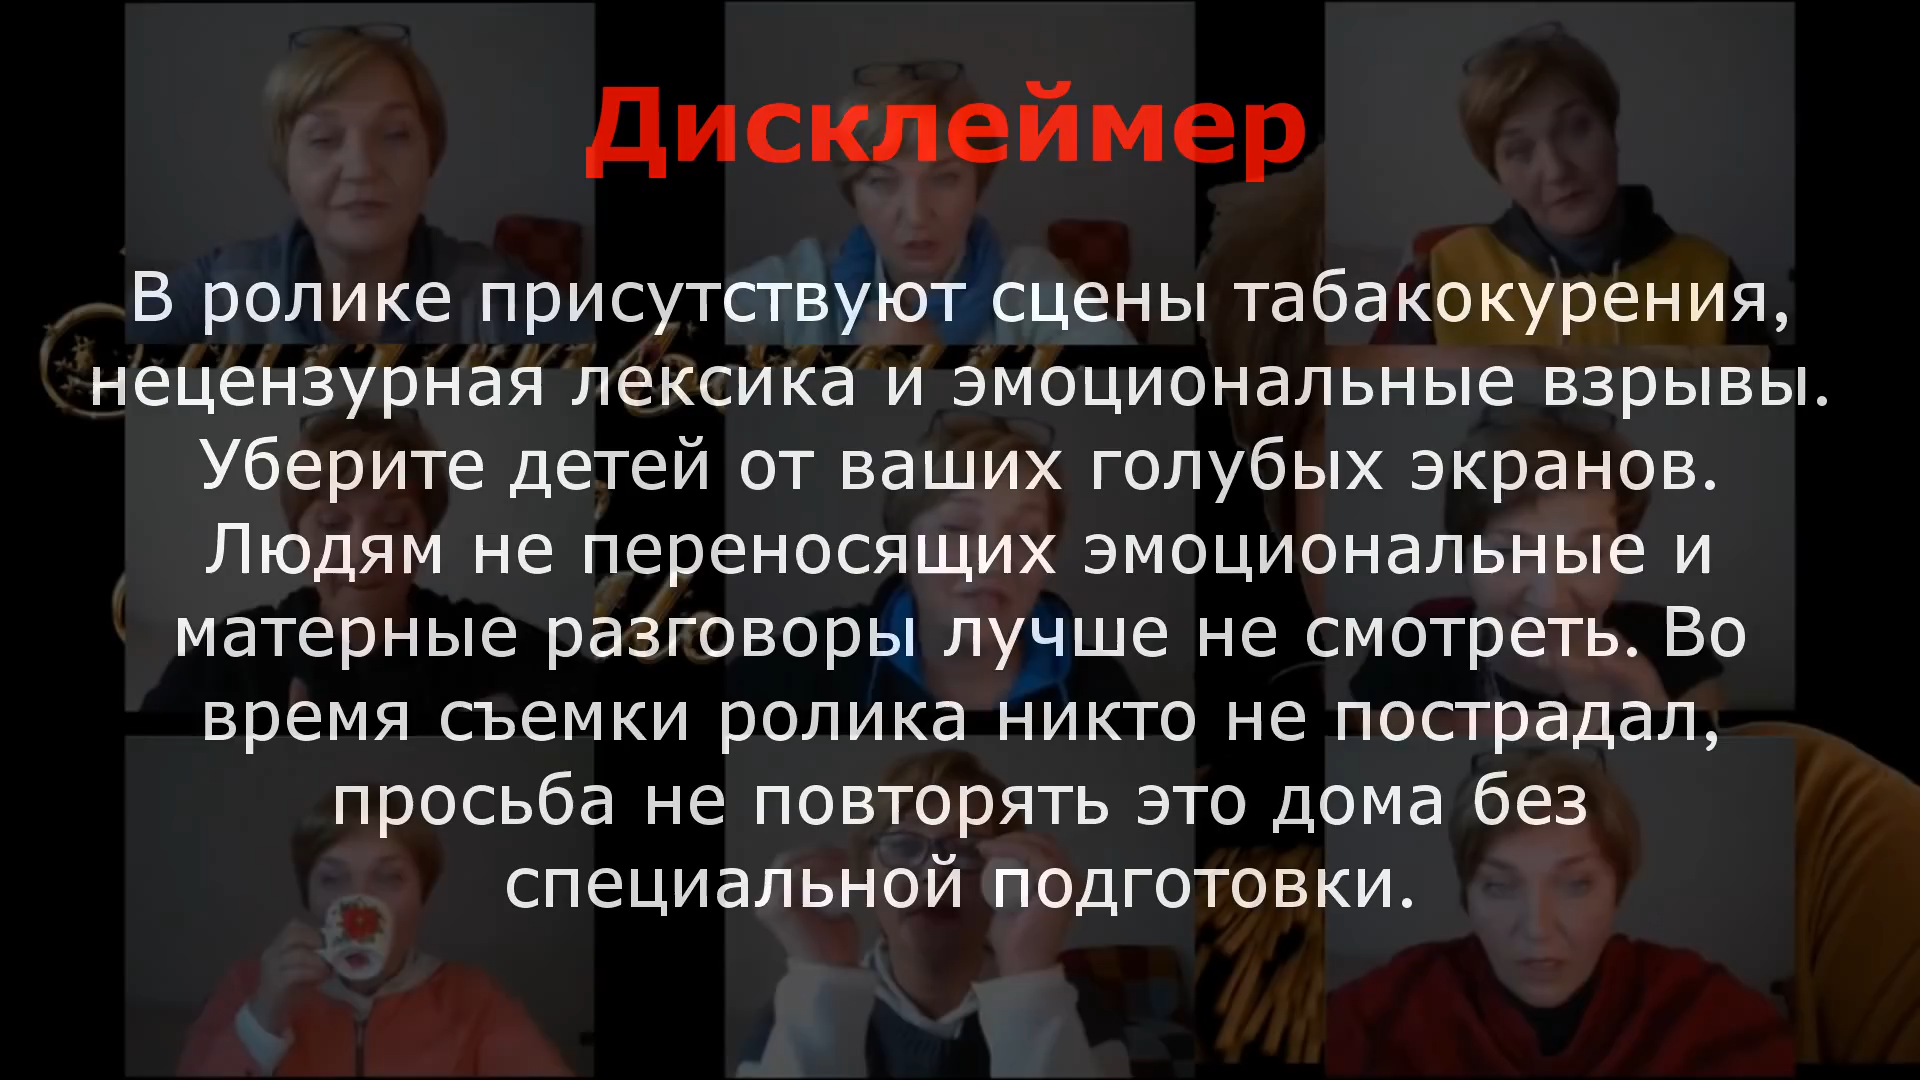 Дисклеймер
В ролике присутствуют сцены табакокурения,
нецензурная лексика и эмоциональные взрывы.
Уберите детей от ваших голубых экранов.
Людям не переносящих эмоциональные и
матерные разговоры лучше не смотреть. Во
время съемки ролика никто не пострадал,
просьба не повторять это дома без
специальной подготовки.